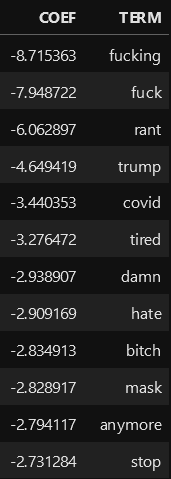 COEF TERM
-8.715363 fucking
-7.948722 fuck
-6.062897 rant
-4.649419 trump
-3.440353 covid
-3.276472 tired
-2.938907 damn
-2.909169 hate
-2.834913 bitch
-2.828917 mask
-2.794117 anymore
-2.731284 stop